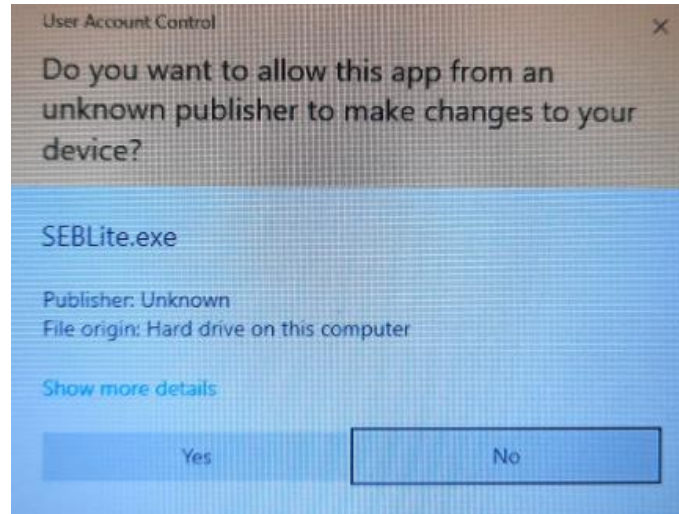 User Account Control
Do you want to allow this app from an
unknown publisher to make changes to your
device?
SEBLite.exe
Publisher: Unknown
File origin: Hard drive on this computer
Show more details
Yes
No